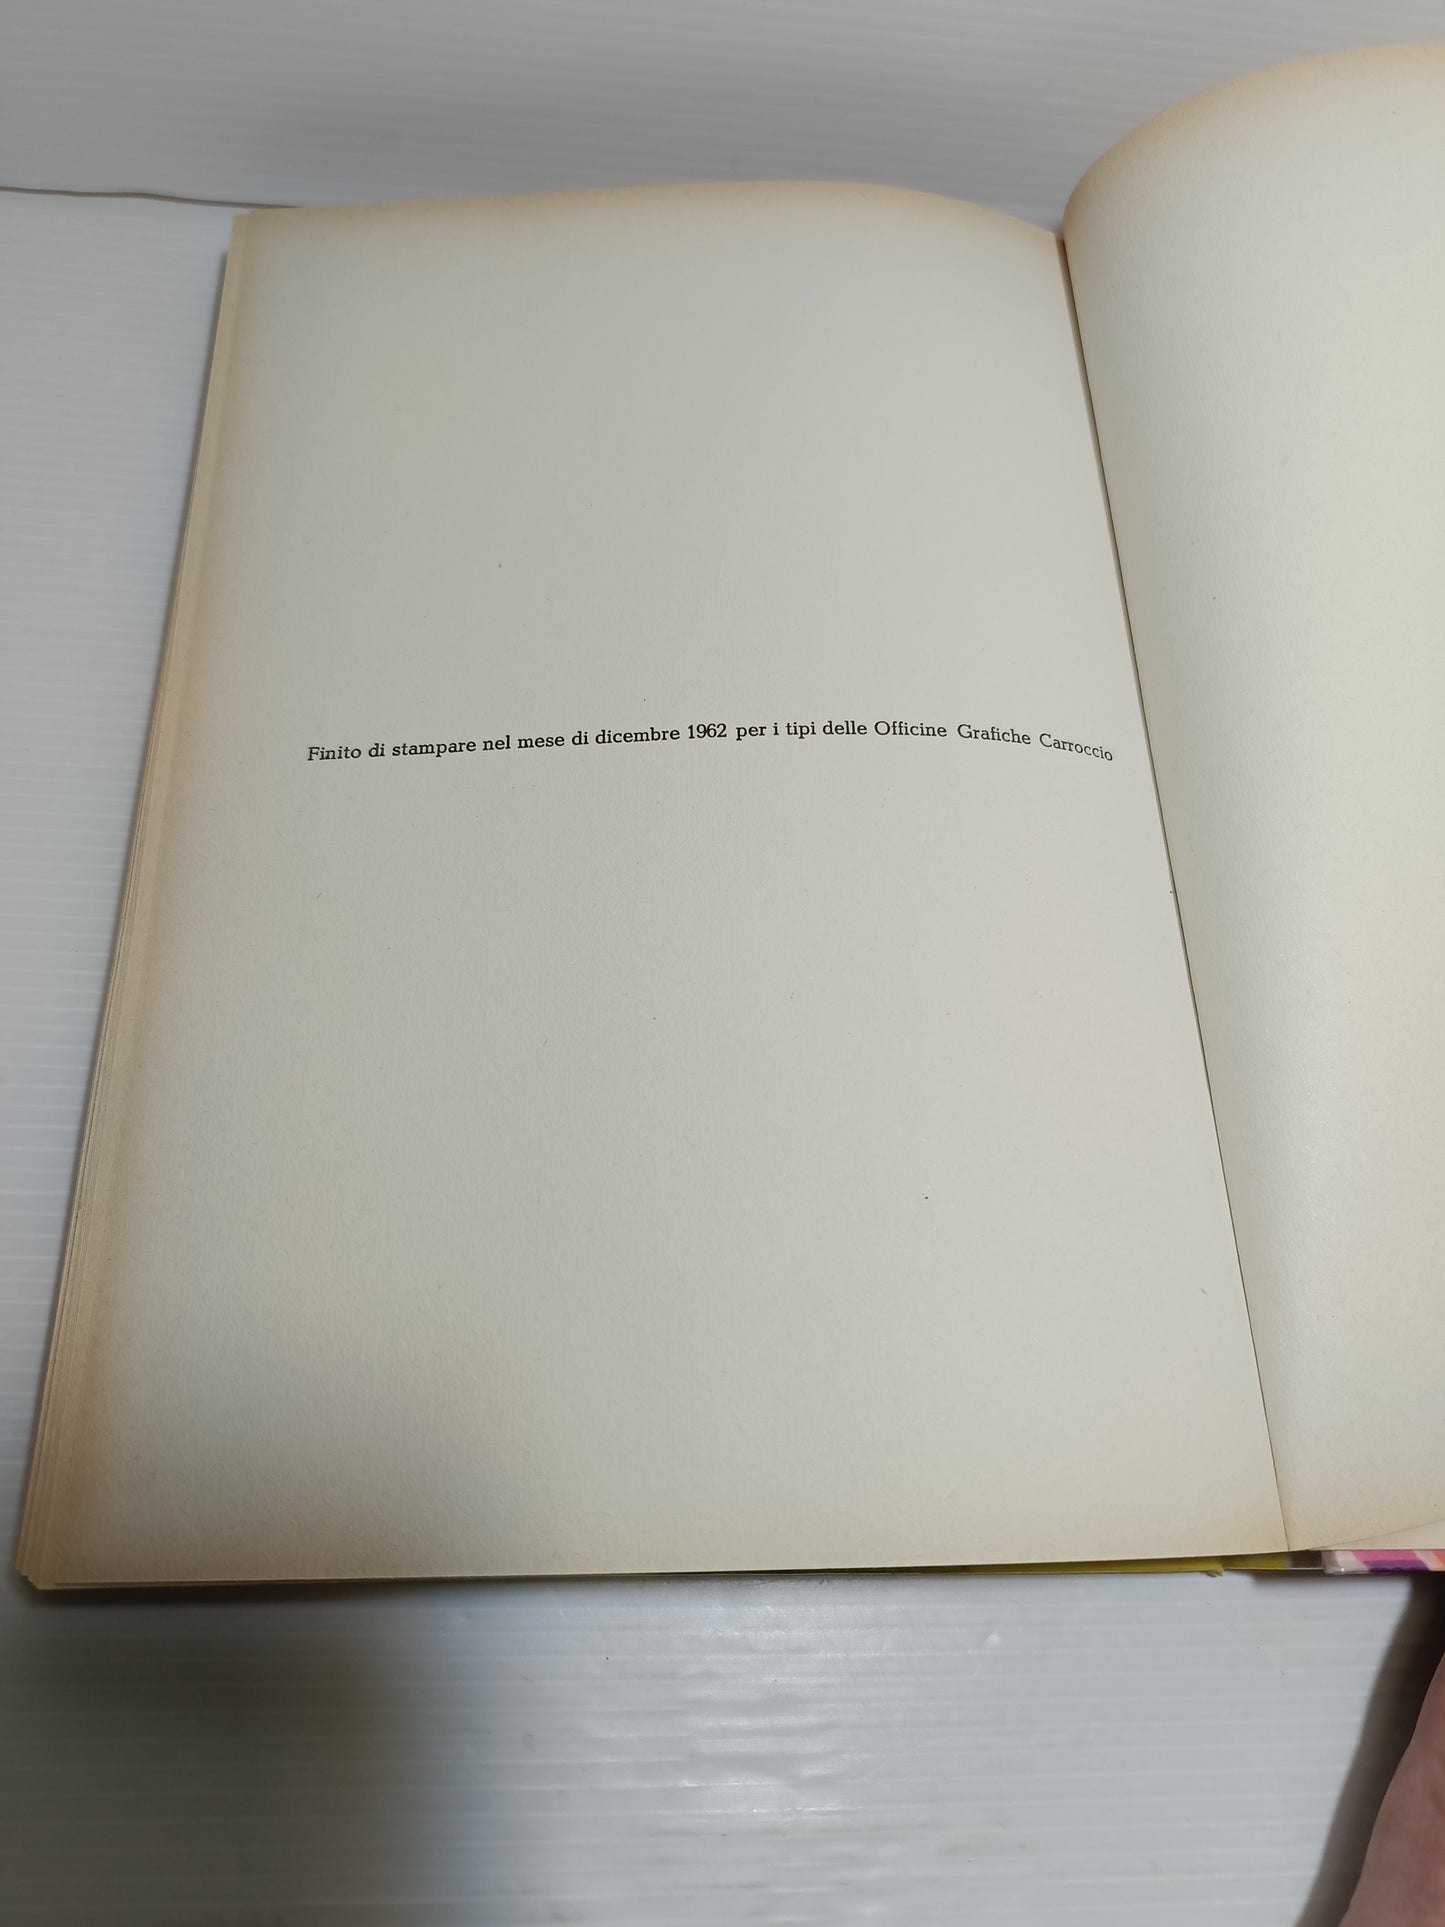 Finito di stampare nel mese di dicembre 1962 per i tipi delle Officine Grafiche Carroccio